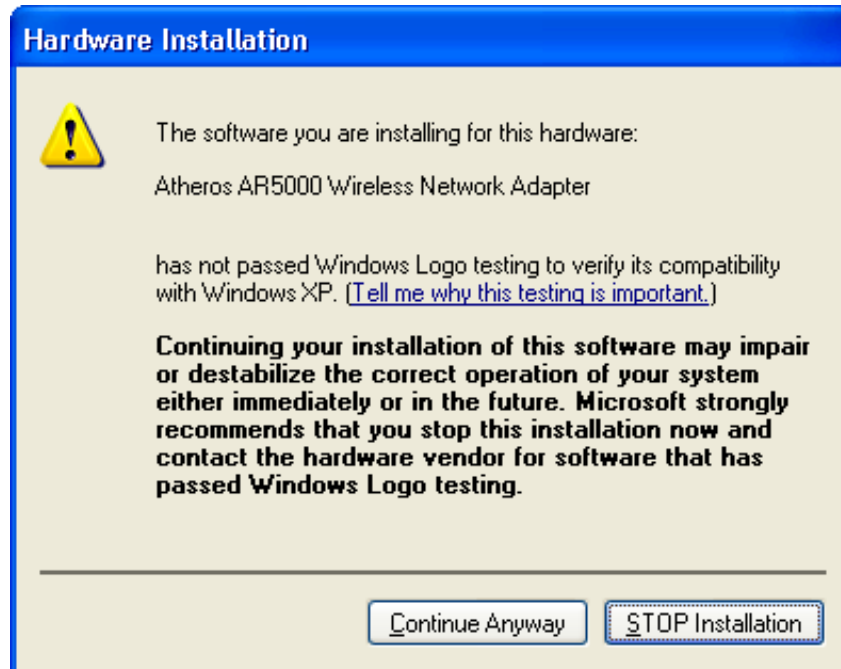 Hardware Installation
The software you are installing for this hardware:
Atheros AR5000 Wireless Network Adapter
has not passed Windows Logo testing to verify its compatibility
with Windows XP. (Tell me why this testing is important.)
Continuing your installation of this software may impair
or destabilize the correct operation of your system
either immediately or in the future. Microsoft strongly
recommends that you stop this installation now and
contact the hardware vendor for software that has
passed Windows Logo testing.
Continue Anyway
STOP Installation